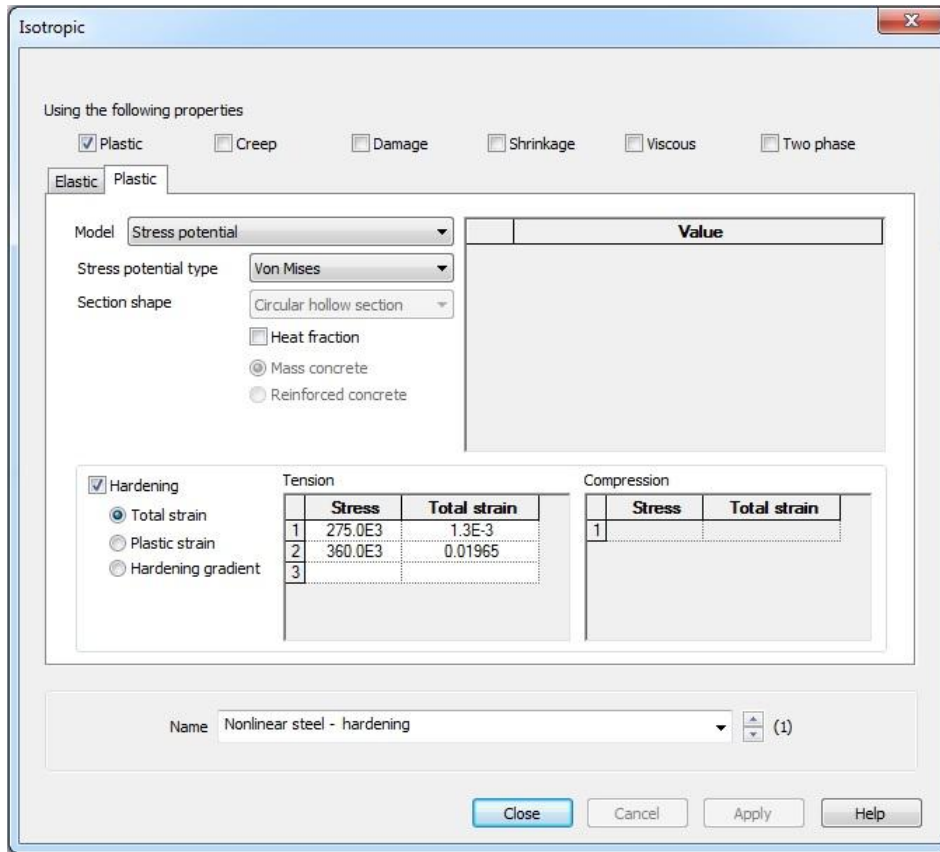 Isotropic
Using the following properties
Plastic Creep Damage Shrinkage Viscous Two phase
Elastic Plastic
Model Stress potential
Value
Stress potential type Von Mises
Section shape Circular hollow section
Heat fraction
Mass concrete
Reinforced concrete
Hardening
Total strain
Plastic strain
Hardening gradient
Tension
Stress Total strain
1 275.0E3 1.3E-3
2 360.0E3 0.01965
3
Compression
Stress Total strain
1
Name Nonlinear steel - hardening (1)
Close Cancel Apply Help